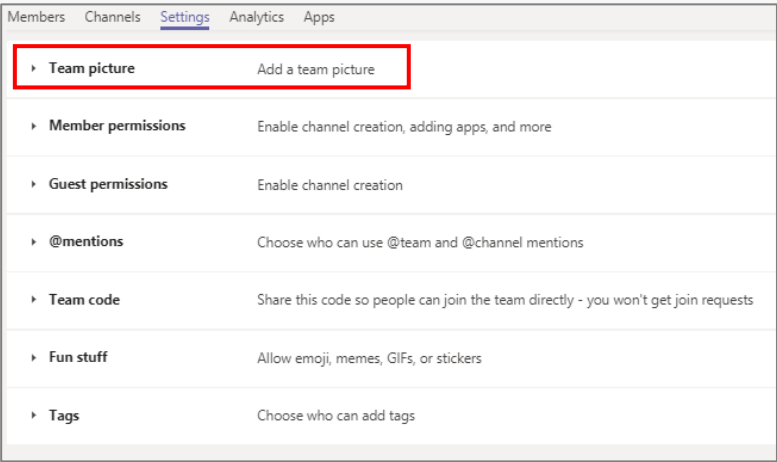 Members Channels Settings Analytics Apps
Team picture Add a team picture
Member permissions Enable channel creation, adding apps, and more
Guest permissions Enable channel creation
@mentions Choose who can use @team and @channel mentions
Team code Share this code so people can join the team directly - you won't get join requests
Fun stuff Allow emoji, memes, GIFs, or stickers
Tags Choose who can add tags